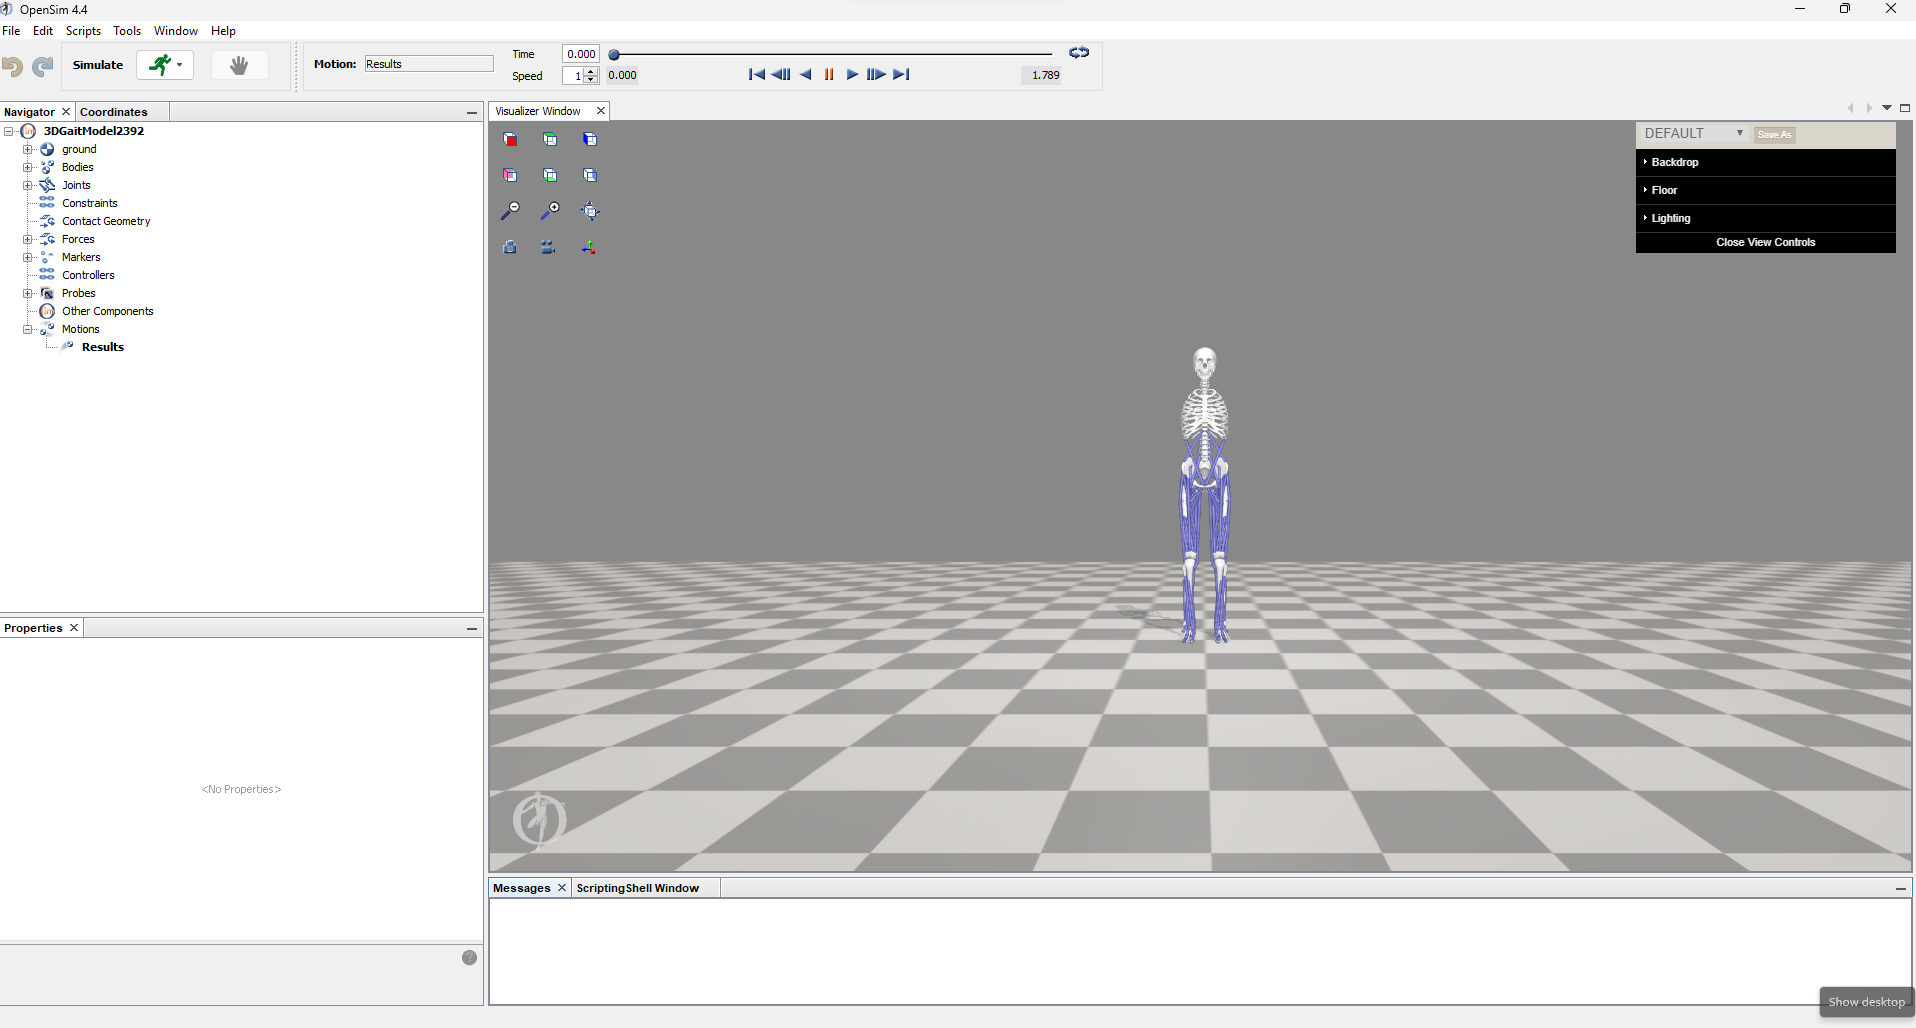 OpenSim 4.4
File Edit Scripts Tools Window Help
Simulate
Motion: Results
Time 0.000
Speed 1 0.000
1.789
Navigator Coordinates
3DGaitModel2392
ground
Bodies
Joints
Constraints
Contact Geometry
Forces
Markers
Controllers
Probes
Other Components
Motions
Results
Properties
<No Properties>
?
Visualizer Window
DEFAULT Save As
Backdrop
Floor
Lighting
Close View Controls
Messages ScriptingShell Window
Show desktop